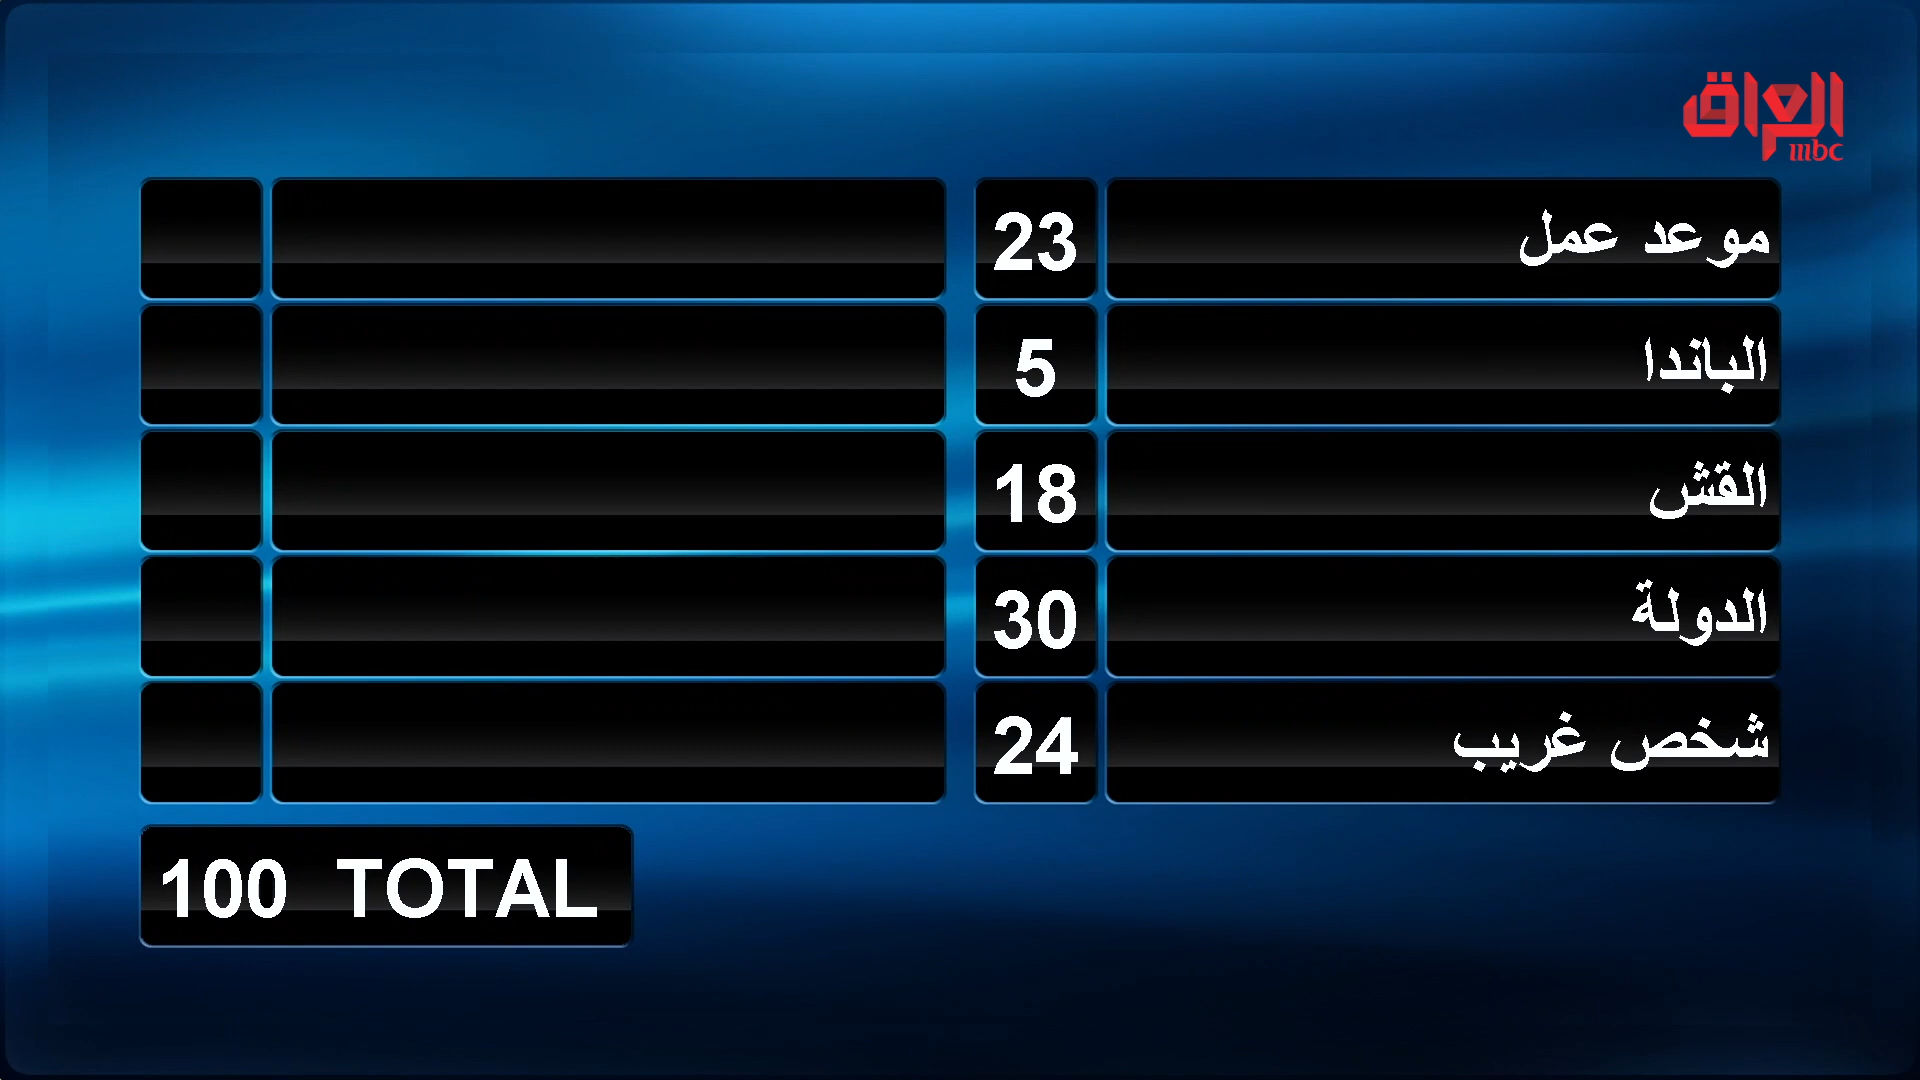 العراق
mbc
موعد عمل 23
الباندا 5
القش 18
الدولة 30
شخص غريب 24
100 TOTAL